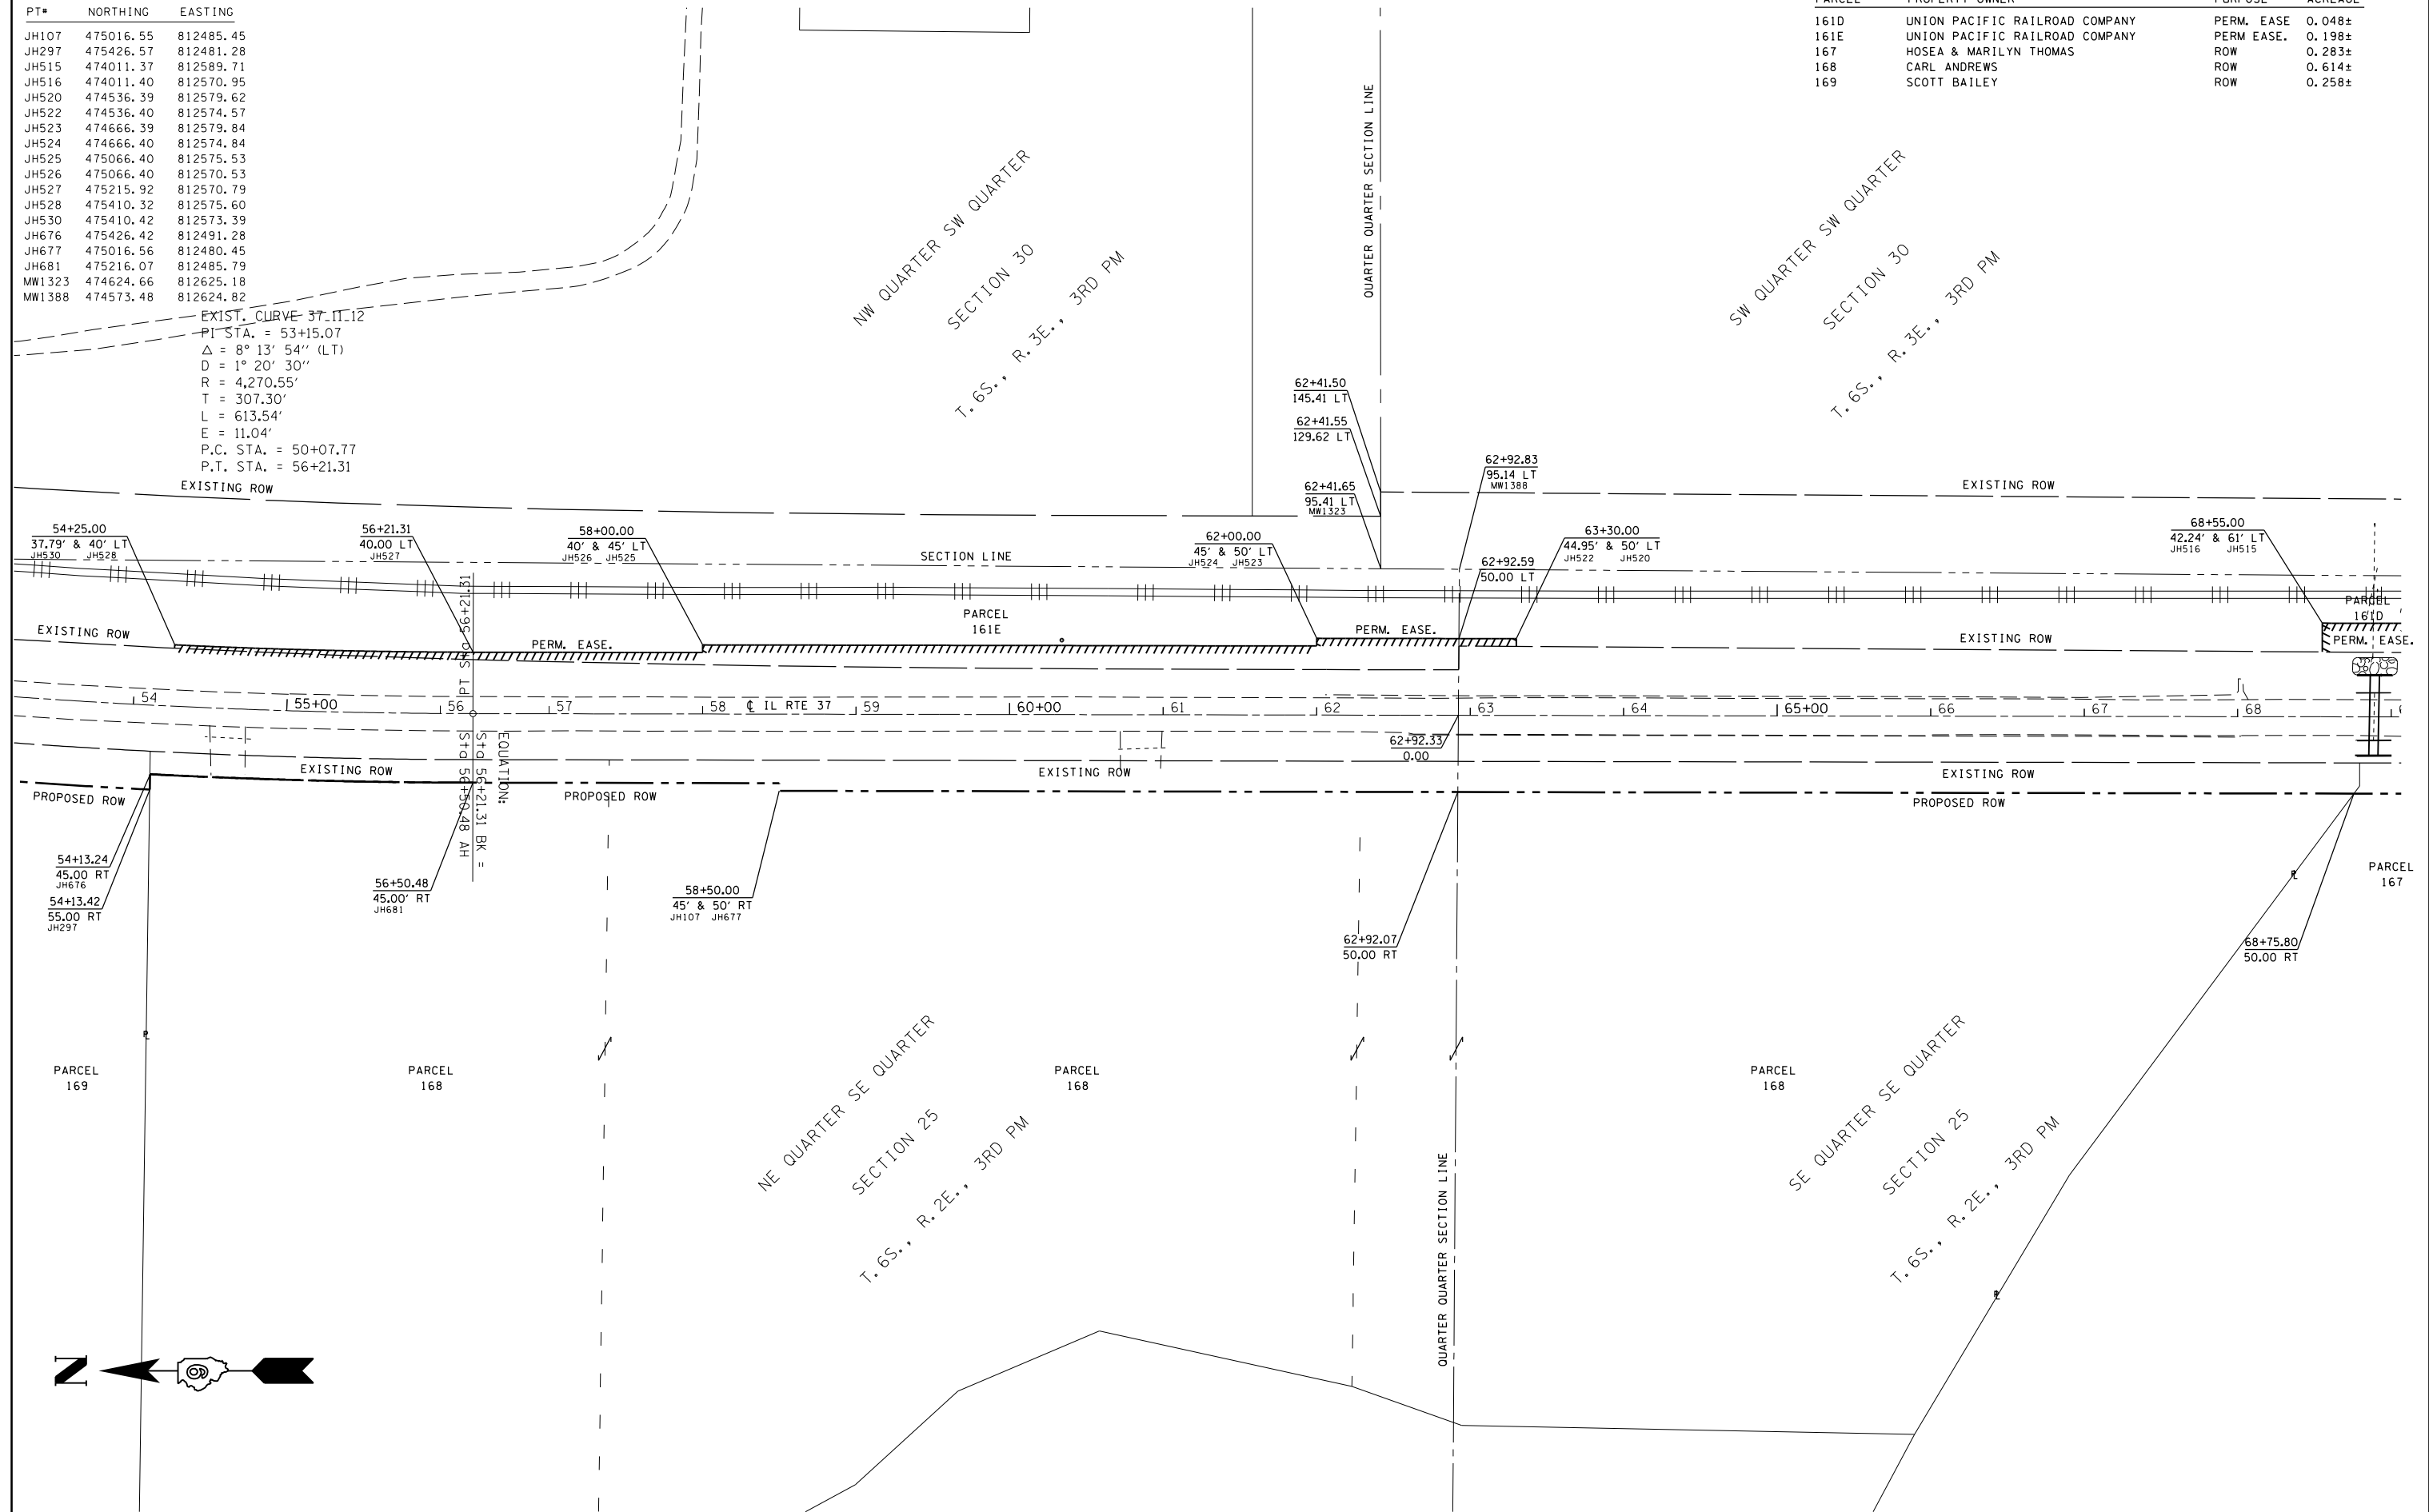 PT# NORTHING EASTING
JH107 475016.55 812485.45
JH297 475426.57 812481.28
JH515 474011.37 812589.71
JH516 474011.40 812570.95
JH520 474536.39 812579.62
JH522 474536.40 812574.57
JH523 474666.39 812579.84
JH524 474666.40 812574.84
JH525 475066.40 812575.53
JH526 475066.40 812570.53
JH527 475215.92 812570.79
JH528 475410.32 812575.60
JH530 475410.42 812573.39
JH676 475426.42 812491.28
JH677 475016.56 812480.45
JH681 475216.07 812485.79
MW1323 474624.66 812625.18
MW1388 474573.48 812624.82
PARCEL PROPERTY OWNER PURPOSE ACREAGE
161D UNION PACIFIC RAILROAD COMPANY PERM. EASE 0.048±
161E UNION PACIFIC RAILROAD COMPANY PERM EASE. 0.198±
167 HOSEA & MARILYN THOMAS ROW 0.283±
168 CARL ANDREWS ROW 0.614±
169 SCOTT BAILEY ROW 0.258±
EXIST. CURVE 37_11_12
PI STA. = 53+15.07
Δ = 8° 13' 54'' (LT)
D = 1° 20' 30''
R = 4,270.55'
T = 307.30'
L = 613.54'
E = 11.04'
P.C. STA. = 50+07.77
P.T. STA. = 56+21.31
NW QUARTER SW QUARTER
SECTION 30
T. 6S., R. 3E., 3RD PM
QUARTER QUARTER SECTION LINE
SW QUARTER SW QUARTER
SECTION 30
T. 6S., R. 3E., 3RD PM
62+41.50
145.41 LT
62+41.55
129.62 LT
62+41.65
95.41 LT
MW1323
62+92.83
95.14 LT
MW1388
EXISTING ROW
EXISTING ROW
54+25.00
37.79' & 40' LT
JH530 JH528
56+21.31
40.00 LT
JH527
58+00.00
40' & 45' LT
JH526 JH525
SECTION LINE
62+00.00
45' & 50' LT
JH524 JH523
62+92.59
50.00 LT
63+30.00
44.95' & 50' LT
JH522 JH520
68+55.00
42.24' & 61' LT
JH516 JH515
PARCEL
161E
PARCEL
161D
EXISTING ROW
PERM. EASE.
PERM. EASE.
EXISTING ROW
PERM. EASE.
PT Sta 56+21.31
54 55+00 56 57 58 ℄ IL RTE 37 59 60+00 61 62 63 64 65+00 66 67 68
EQUATION:
Sta 56+21.31 BK =
Sta 56+50.48 AH
62+92.33
0.00
EXISTING ROW
EXISTING ROW
EXISTING ROW
PROPOSED ROW
PROPOSED ROW
PROPOSED ROW
54+13.24
45.00 RT
JH676
54+13.42
55.00 RT
JH297
56+50.48
45.00' RT
JH681
58+50.00
45' & 50' RT
JH107 JH677
62+92.07
50.00 RT
68+75.80
50.00 RT
PARCEL
167
PARCEL
169
PARCEL
168
PARCEL
168
PARCEL
168
NE QUARTER SE QUARTER
SECTION 25
T. 6S., R. 2E., 3RD PM
QUARTER QUARTER SECTION LINE
SE QUARTER SE QUARTER
SECTION 25
T. 6S., R. 2E., 3RD PM
N